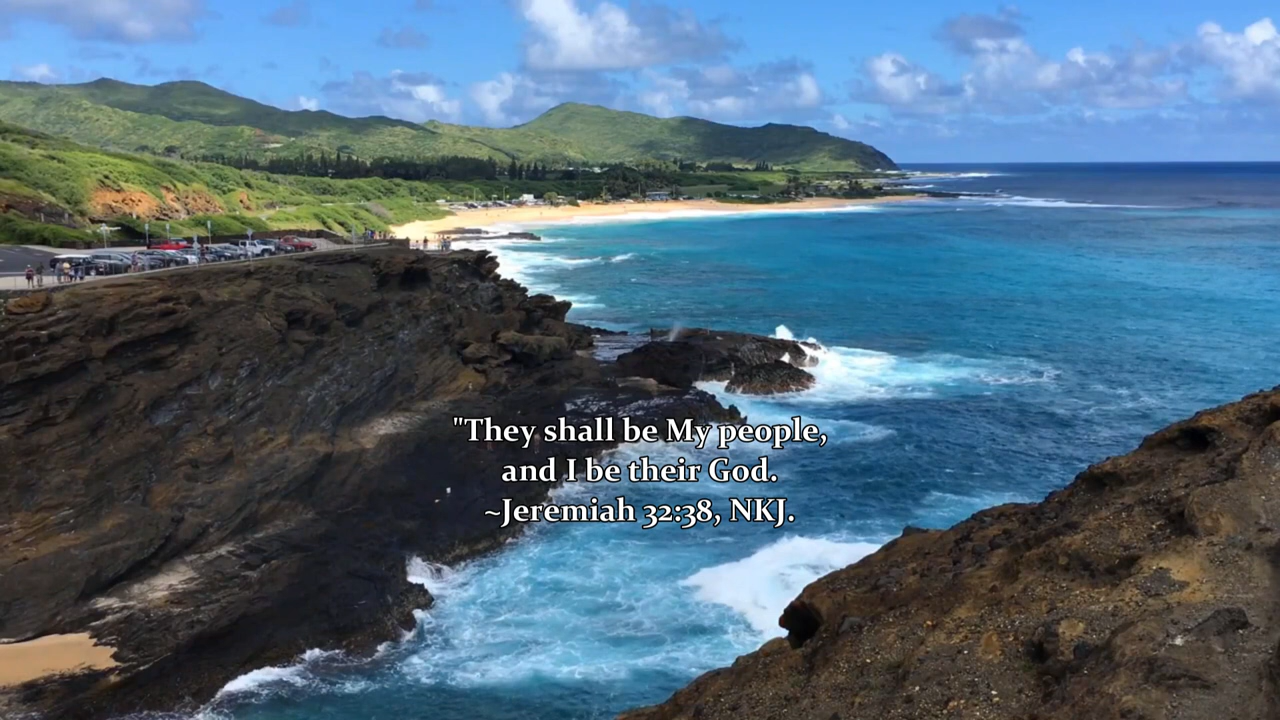 "They shall be My people,
and I be their God.
~Jeremiah 32:38, NKJ.